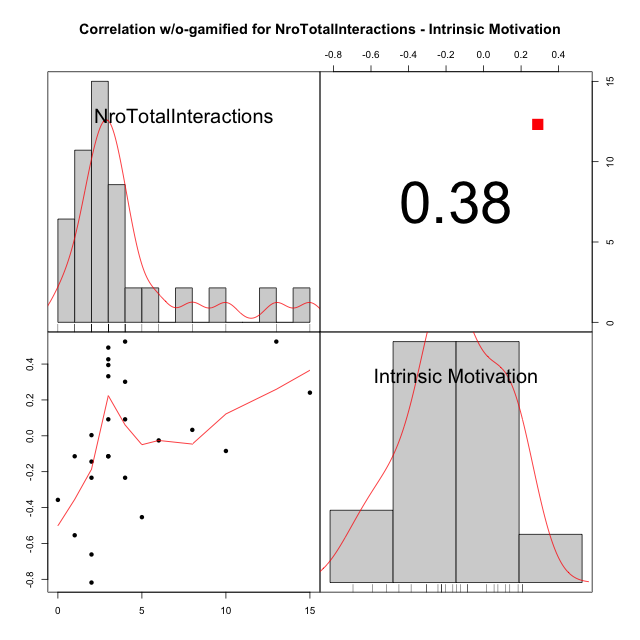 Correlation w/o-gamified for NroTotalInteractions - Intrinsic Motivation
-0.8 -0.6 -0.4 -0.2 0.0 0.2 0.4
NroTotalInteractions
0.38
15
10
5
0
Intrinsic Motivation
0.4
0.2
0.0
-0.2
-0.4
-0.6
-0.8
0 5 10 15